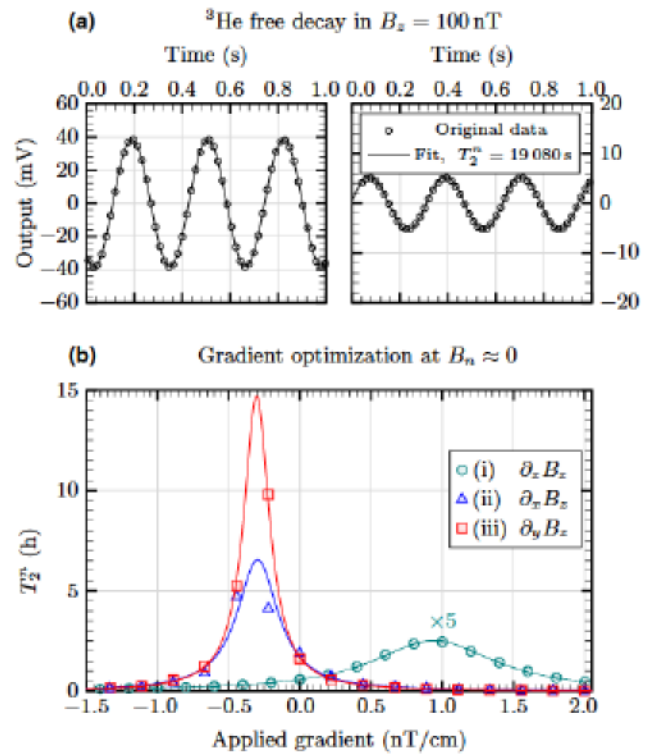 (a) ³He free decay in B_z = 100 nT
Time (s) Time (s)
0.0 0.2 0.4 0.6 0.8 1.0 0.0 0.2 0.4 0.6 0.8 1.0
Output (mV)
60
40
20
0
−20
−40
−60
Original data
Fit, T₂ⁿ = 19 080 s
20
10
0
−10
−20
(b) Gradient optimization at B_n ≈ 0
T₂ⁿ (h)
15
10
5
0
(i) ∂_z B_z
(ii) ∂_x B_z
(iii) ∂_y B_z
×5
−1.5 −1.0 −0.5 0.0 0.5 1.0 1.5 2.0
Applied gradient (nT/cm)